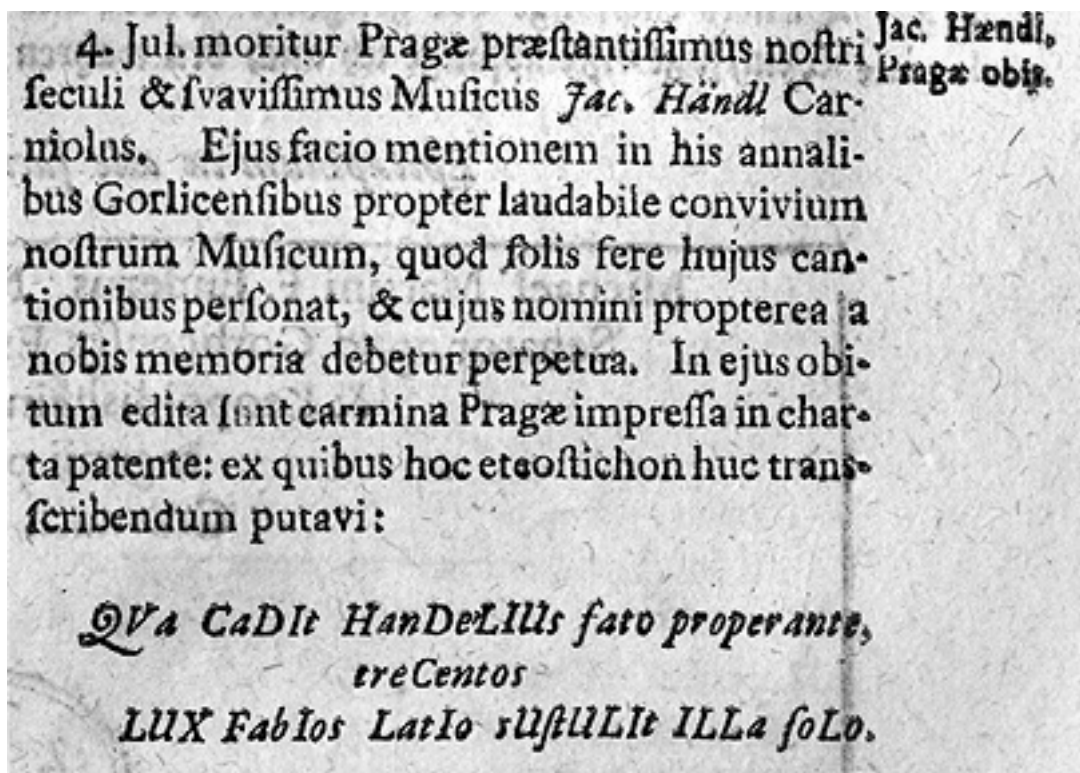 4. Jul. moritur Pragæ præſtantiſſimus noſtri
ſeculi & ſvaviſſimus Muſicus Jac. Händl Car-
niolus. Ejus facio mentionem in his annali-
bus Gorlicenſibus propter laudabile convivium
noſtrum Muſicum, quod ſolis fere hujus can-
tionibus perſonat, & cujus nomini propterea a
nobis memoria debetur perpetua. In ejus obi-
tum edita ſunt carmina Pragæ impreſſa in char-
ta patente: ex quibus hoc eteoſtichon huc trans-
ſcribendum putavi:
QVa CaDIt HanDeLIUs fato properante,
treCentos
LUX FabIos LatIo sUſtULIt ILLa ſoLo.
Jac. Hændl,
Pragæ obit.